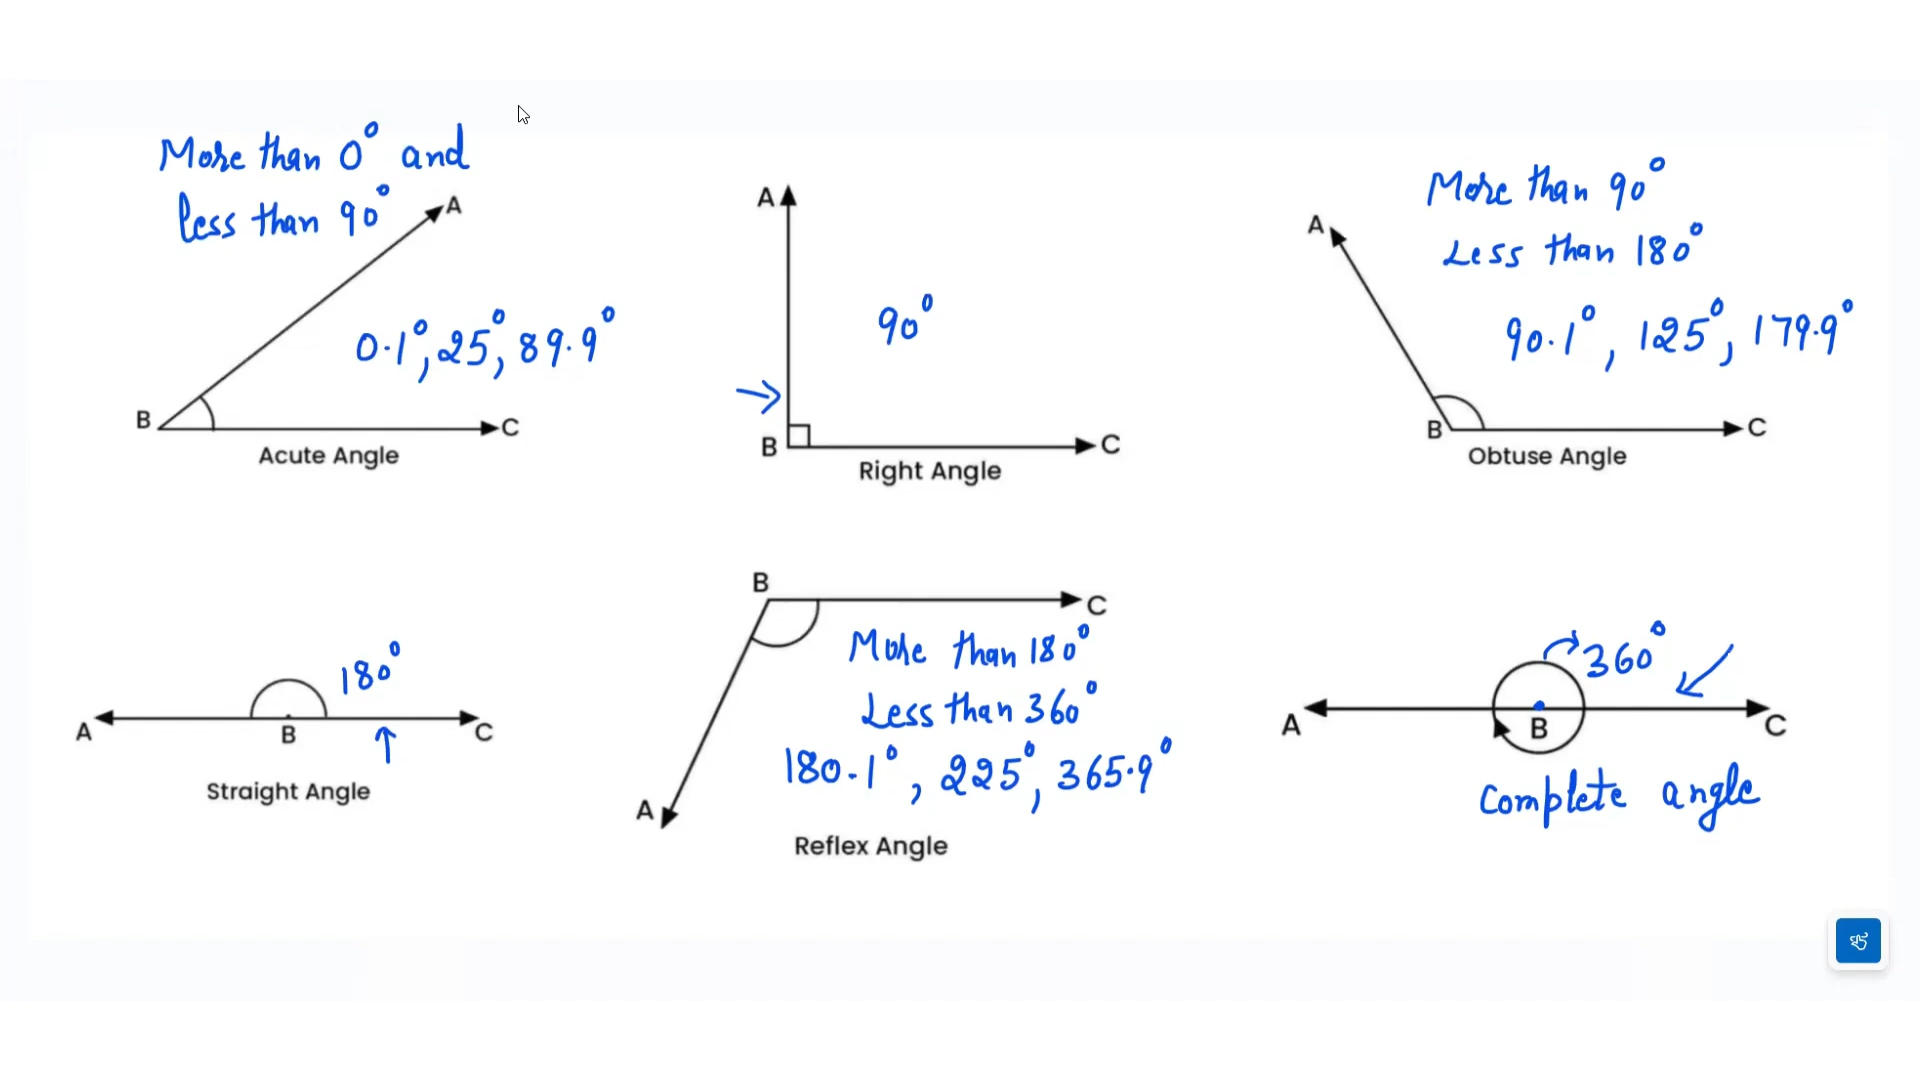 More than 0° and
less than 90°
A
0.1°, 25°, 89.9°
B
C
Acute Angle
A
90°
B
C
Right Angle
More than 90°
Less than 180°
A
90.1°, 125°, 179.9°
B
C
Obtuse Angle
180°
A
B
C
Straight Angle
B
C
More than 180°
Less than 360°
180.1°, 225°, 365.9°
A
Reflex Angle
360°
A
B
C
Complete angle